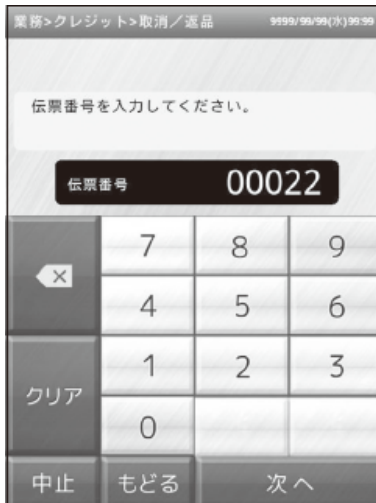 業務>クレジット>取消／返品 9999/99/99(水)99:99
伝票番号を入力してください。
伝票番号 00022
7 8 9
4 5 6
クリア 1 2 3
0
中止 もどる 次へ